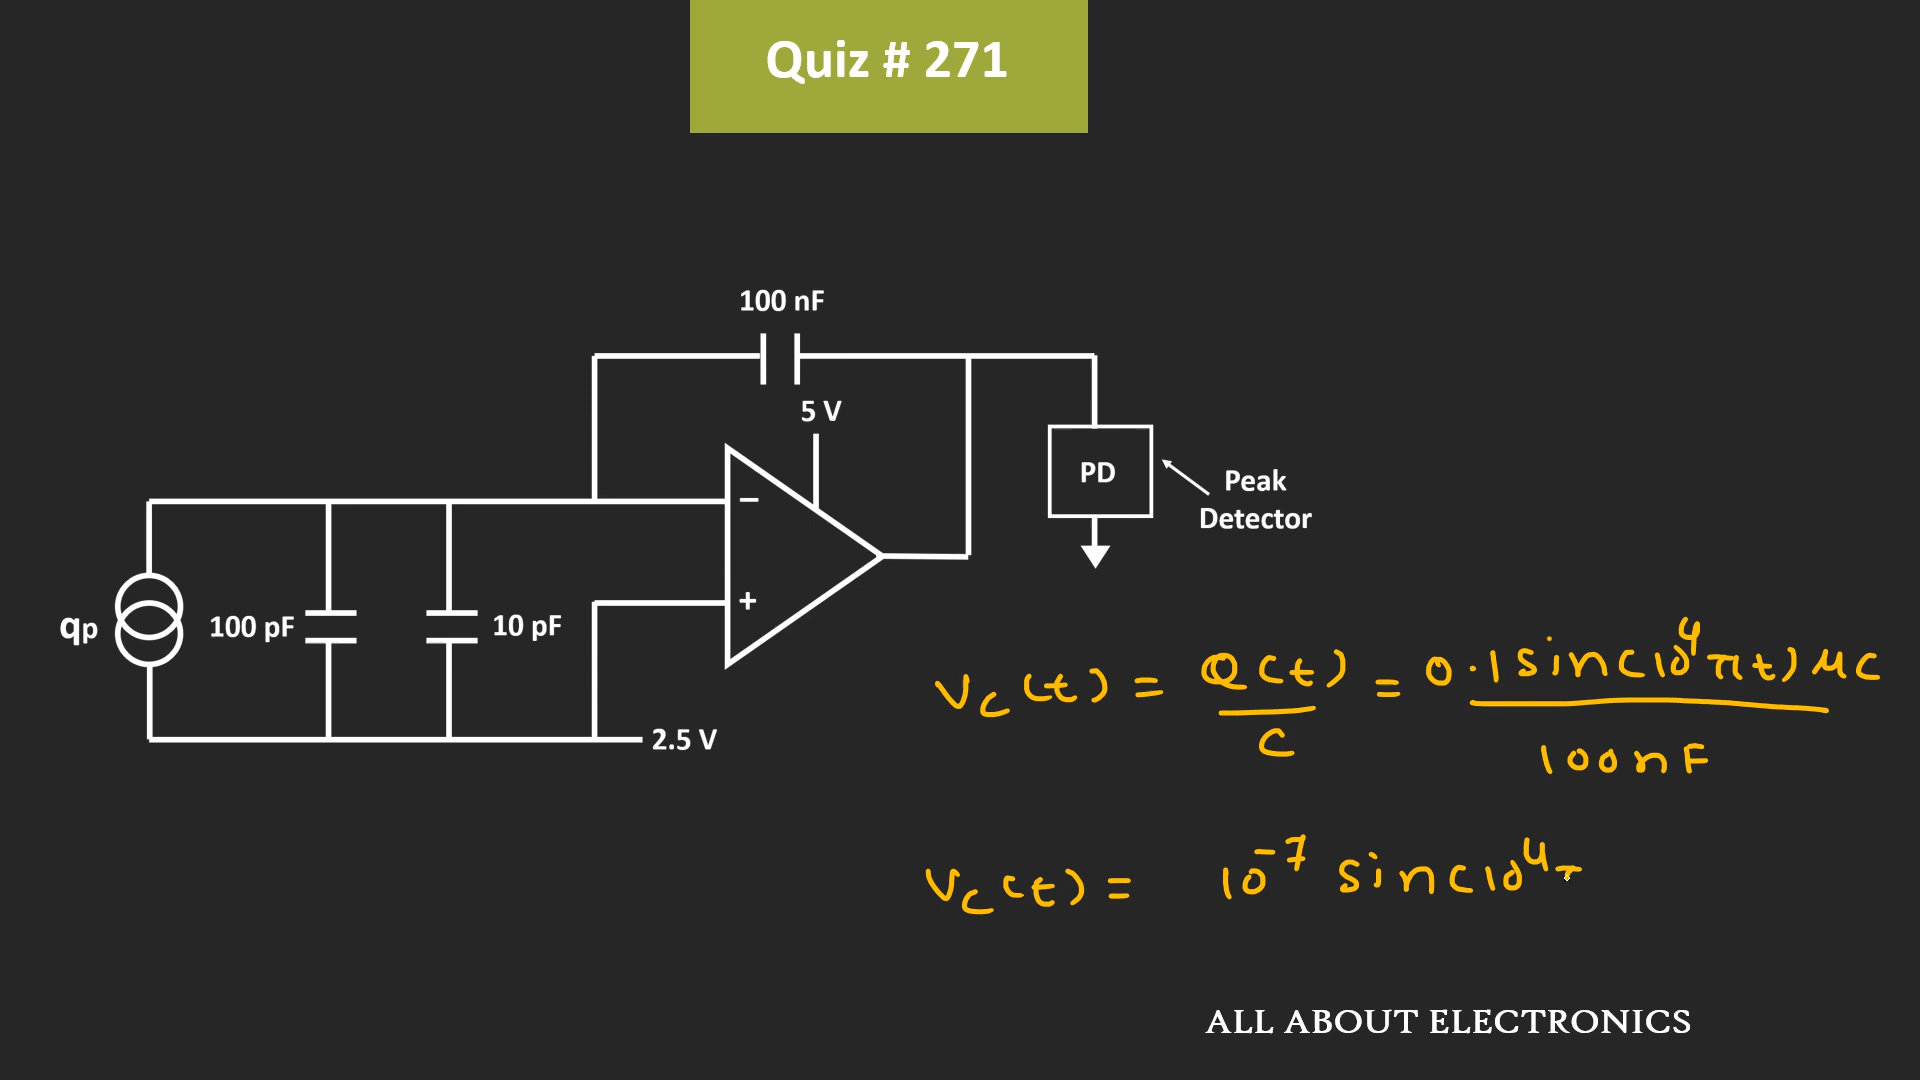 Quiz # 271
100 nF
5 V
−
PD
Peak
Detector
+
qp
100 pF
10 pF
2.5 V
Vc(t) = Q(t) / C = 0.1 sin(10⁴πt) μC / 100nF
Vc(t) = 10⁻⁷ sin(10⁴
ALL ABOUT ELECTRONICS